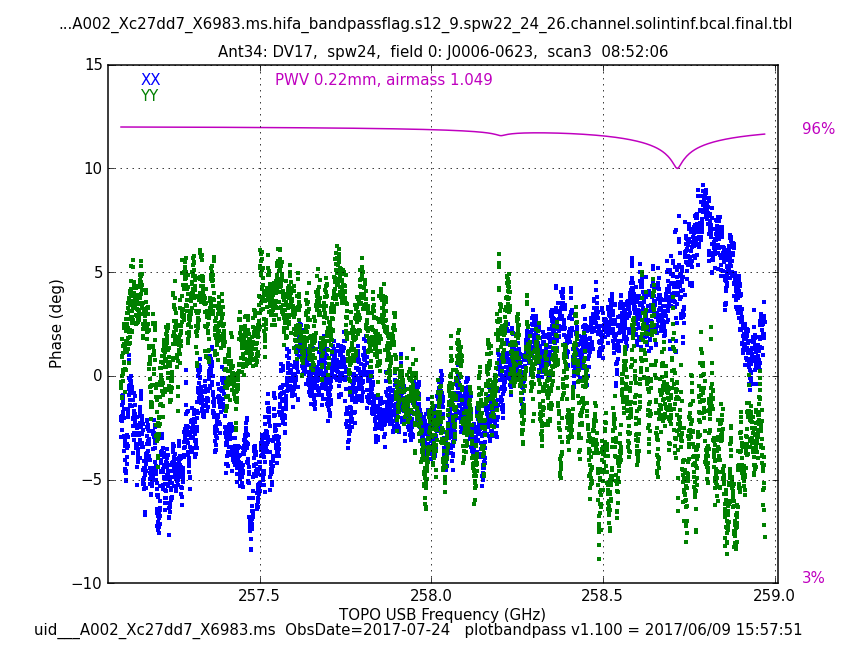 ...A002_Xc27dd7_X6983.ms.hifa_bandpassflag.s12_9.spw22_24_26.channel.solintinf.bcal.final.tbl
Ant34: DV17, spw24, field 0: J0006-0623, scan3 08:52:06
XX
YY
PWV 0.22mm, airmass 1.049
96%
3%
15
10
5
0
−5
−10
Phase (deg)
257.5 258.0 258.5 259.0
TOPO USB Frequency (GHz)
uid___A002_Xc27dd7_X6983.ms ObsDate=2017-07-24 plotbandpass v1.100 = 2017/06/09 15:57:51